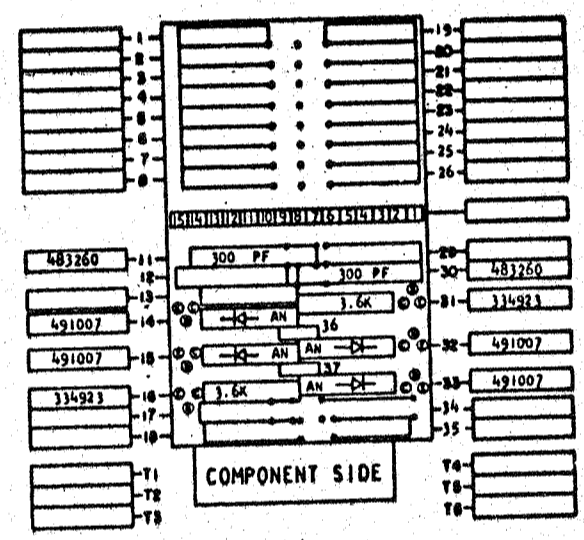 1 19
2 20
3 21
4 22
5 23
6 24
7 25
8 26
15 14 13 12 11 10 9 8 7 6 5 4 3 2 1
483260 11 300 PF 29
12 300 PF 30 483260
13 3.6K C C 31 334923
491007 14 C C B AN 36
491007 15 C C B AN AN B C C 32 491007
37
334923 16 C C 3.6K AN B C C 33 491007
17 B 34
18 35
COMPONENT SIDE
T1 T4
T2 T5
T3 T6